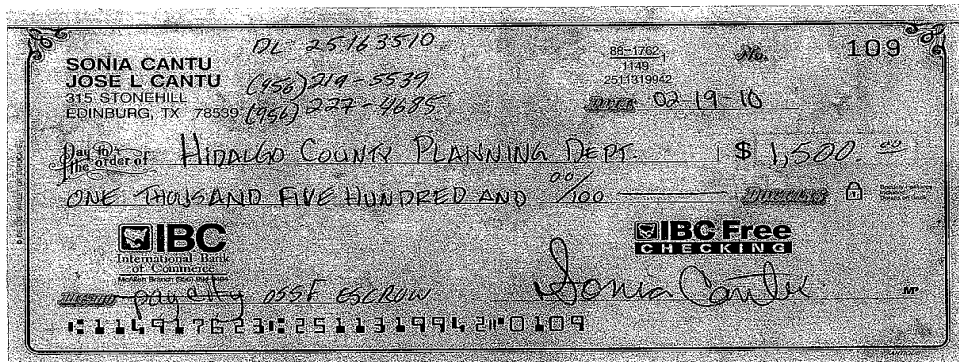 DL- 25163510
88-1762
1149
2511319942
No. 109
SONIA CANTU
JOSE L CANTU (956) 219-5539
315 STONEHILL
EDINBURG, TX 78539 (956) 227-4685
DATE 02-19-10
Pay to the order of HIDALGO COUNTY PLANNING DEPT. $ 1,500.00
ONE THOUSAND FIVE HUNDRED AND 00/100 DOLLARS
IBC
International Bank
of Commerce
IBC Free
CHECKING
MEMO pay city OSSF ESCROW Sonia Cantu MP
⑆114917623⑆2511319942⑈0109